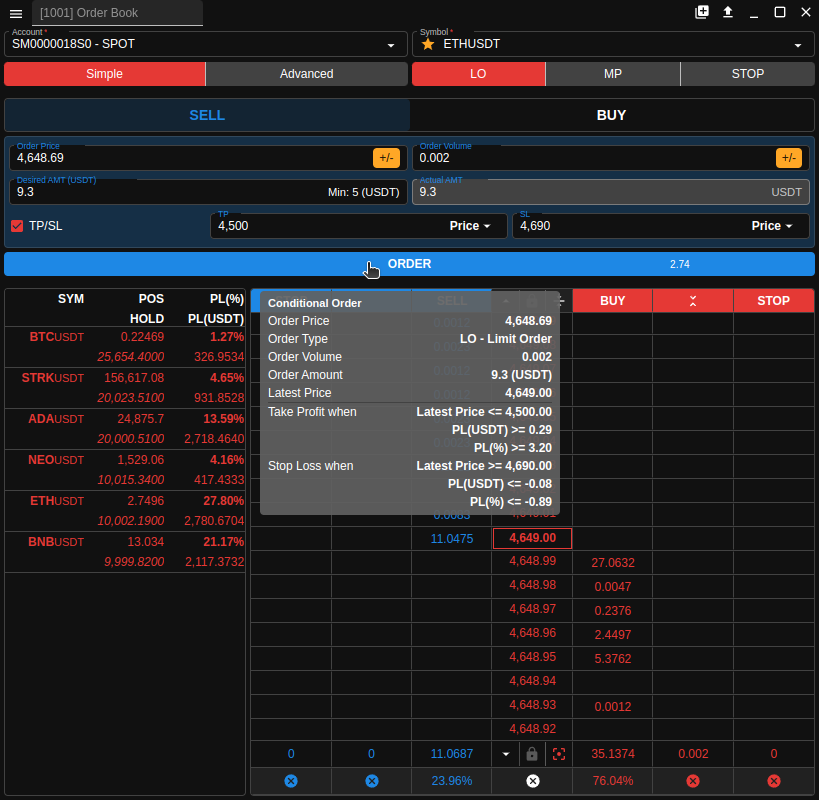 [1001] Order Book
Account *
SM0000018S0 - SPOT
Symbol *
ETHUSDT
Simple
Advanced
LO
MP
STOP
SELL
BUY
Order Price
4,648.69
+/-
Order Volume
0.002
+/-
Desired AMT (USDT)
9.3
Min: 5 (USDT)
Actual AMT
9.3
USDT
TP/SL
TP
4,500
Price
SL
4,690
Price
ORDER
2.74
SYM POS PL(%)
HOLD PL(USDT)
BTCUSDT 0.22469 1.27%
25,654.4000 326.9534
STRKUSDT 156,617.08 4.65%
20,023.5100 931.8528
ADAUSDT 24,875.7 13.59%
20,000.5100 2,718.4640
NEOUSDT 1,529.06 4.16%
10,015.3400 417.4333
ETHUSDT 2.7496 27.80%
10,002.1900 2,780.6704
BNBUSDT 13.034 21.17%
9,999.8200 2,117.3732
SELL
BUY
STOP
Conditional Order
Order Price 4,648.69
Order Type LO - Limit Order
Order Volume 0.002
Order Amount 9.3 (USDT)
Latest Price 4,649.00
Take Profit when Latest Price <= 4,500.00
PL(USDT) >= 0.29
PL(%) >= 3.20
Stop Loss when Latest Price >= 4,690.00
PL(USDT) <= -0.08
PL(%) <= -0.89
11.0475 4,649.00
4,648.99 27.0632
4,648.98 0.0047
4,648.97 0.2376
4,648.96 2.4497
4,648.95 5.3762
4,648.94
4,648.93 0.0012
4,648.92
0 0 11.0687 35.1374 0.002 0
23.96% 76.04%